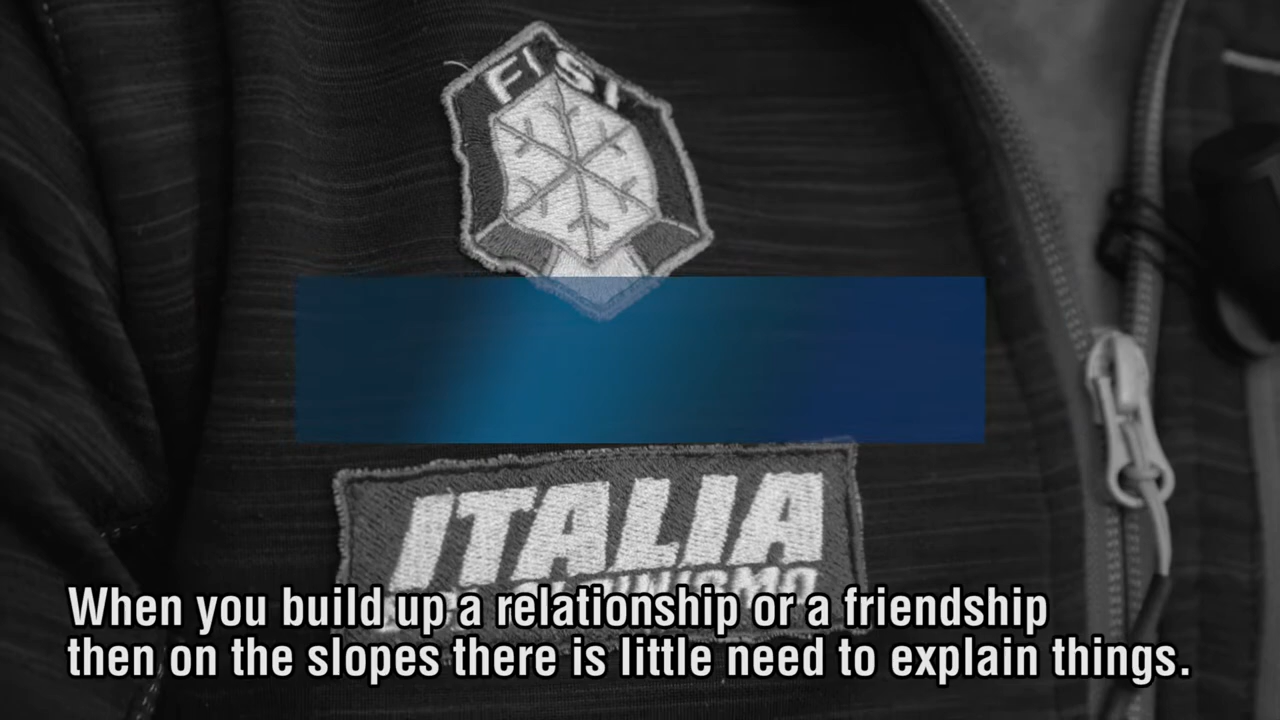 FISI
ITALIA
When you build up a relationship or a friendship
then on the slopes there is little need to explain things.